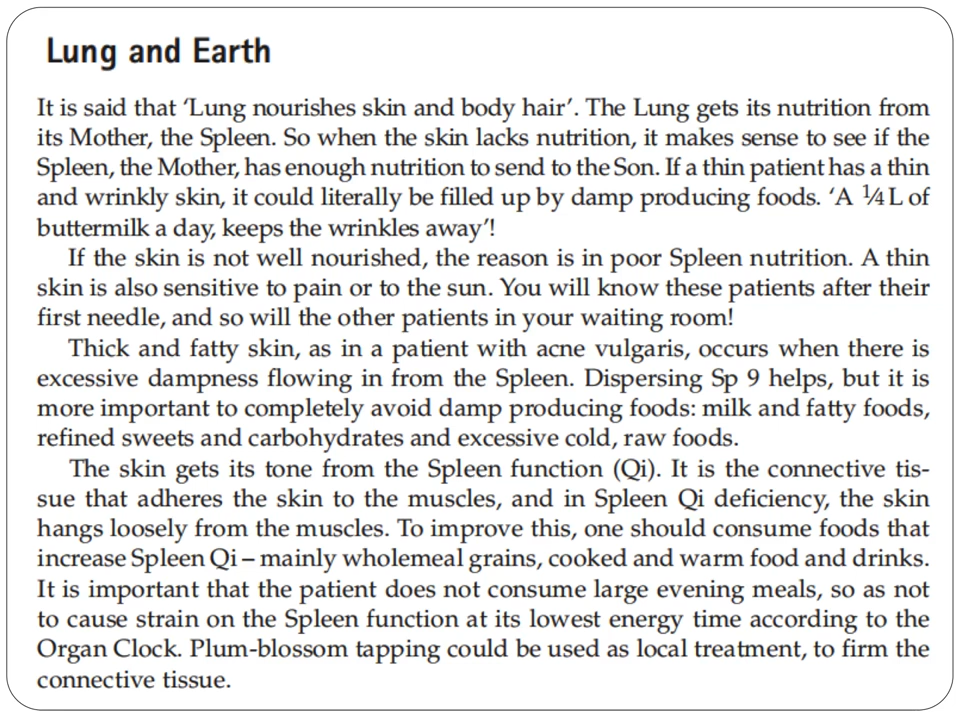 Lung and Earth
It is said that ‘Lung nourishes skin and body hair’. The Lung gets its nutrition from
its Mother, the Spleen. So when the skin lacks nutrition, it makes sense to see if the
Spleen, the Mother, has enough nutrition to send to the Son. If a thin patient has a thin
and wrinkly skin, it could literally be filled up by damp producing foods. ‘A ¼ L of
buttermilk a day, keeps the wrinkles away’!
If the skin is not well nourished, the reason is in poor Spleen nutrition. A thin
skin is also sensitive to pain or to the sun. You will know these patients after their
first needle, and so will the other patients in your waiting room!
Thick and fatty skin, as in a patient with acne vulgaris, occurs when there is
excessive dampness flowing in from the Spleen. Dispersing Sp 9 helps, but it is
more important to completely avoid damp producing foods: milk and fatty foods,
refined sweets and carbohydrates and excessive cold, raw foods.
The skin gets its tone from the Spleen function (Qi). It is the connective tis-
sue that adheres the skin to the muscles, and in Spleen Qi deficiency, the skin
hangs loosely from the muscles. To improve this, one should consume foods that
increase Spleen Qi – mainly wholemeal grains, cooked and warm food and drinks.
It is important that the patient does not consume large evening meals, so as not
to cause strain on the Spleen function at its lowest energy time according to the
Organ Clock. Plum-blossom tapping could be used as local treatment, to firm the
connective tissue.